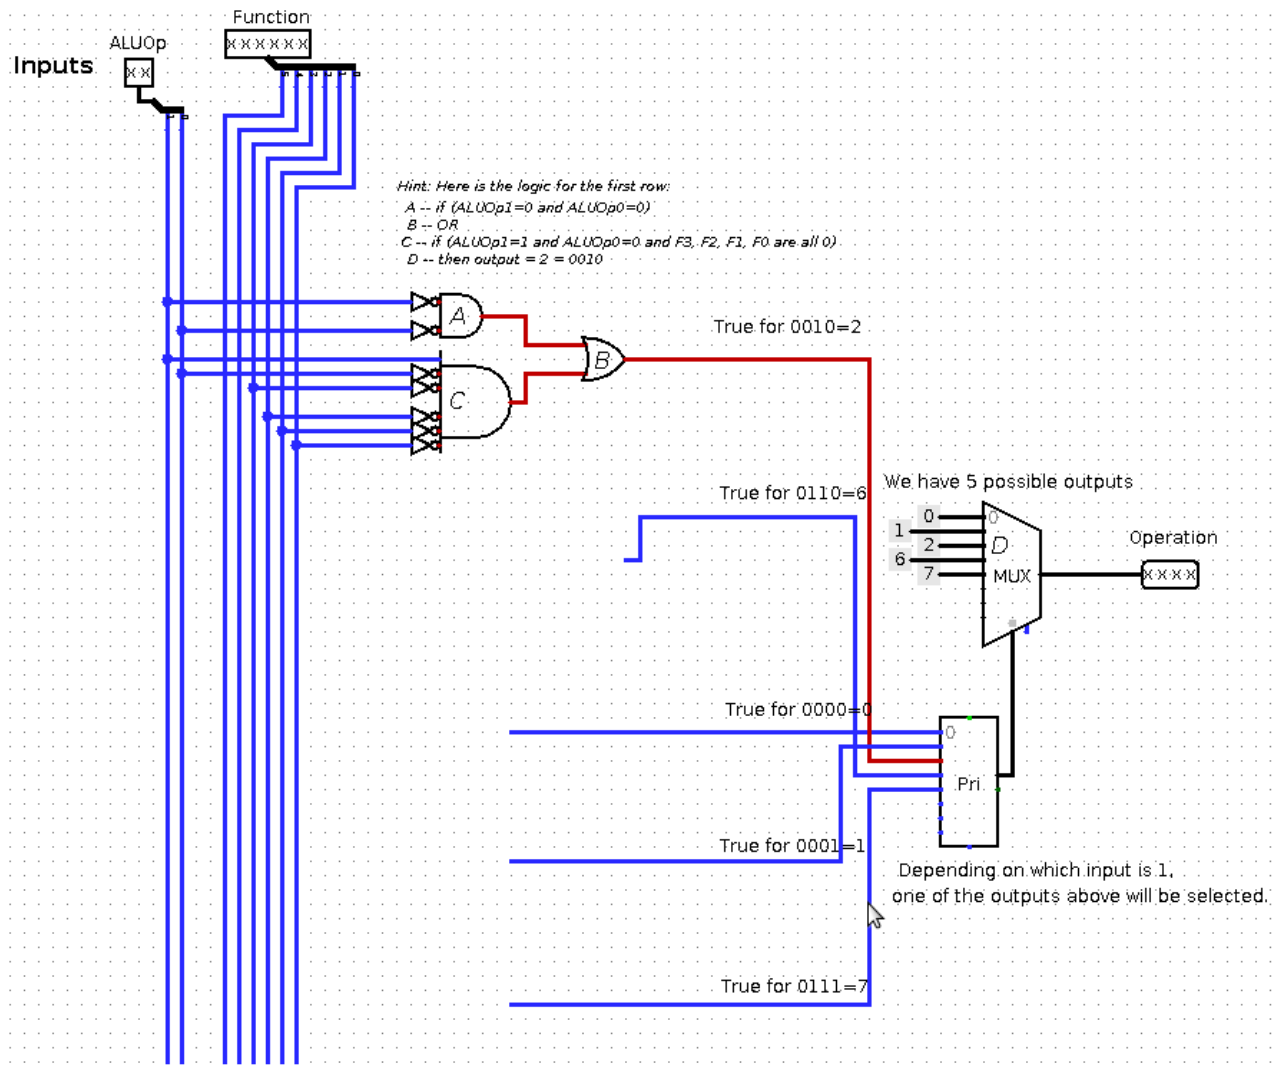 Function
ALUOp
x x x x x x
Inputs
x x
Hint: Here is the logic for the first row:
A -- if (ALUOp1=0 and ALUOp0=0)
B -- OR
C -- if (ALUOp1=1 and ALUOp0=0 and F3, F2, F1, F0 are all 0)
D -- then output = 2 = 0010
A
True for 0010=2
B
C
We have 5 possible outputs
True for 0110=6
0
0
1
2
D
Operation
6
7
MUX
x x x x
True for 0000=0
0
Pri
True for 0001=1
Depending on which input is 1,
one of the outputs above will be selected.
True for 0111=7